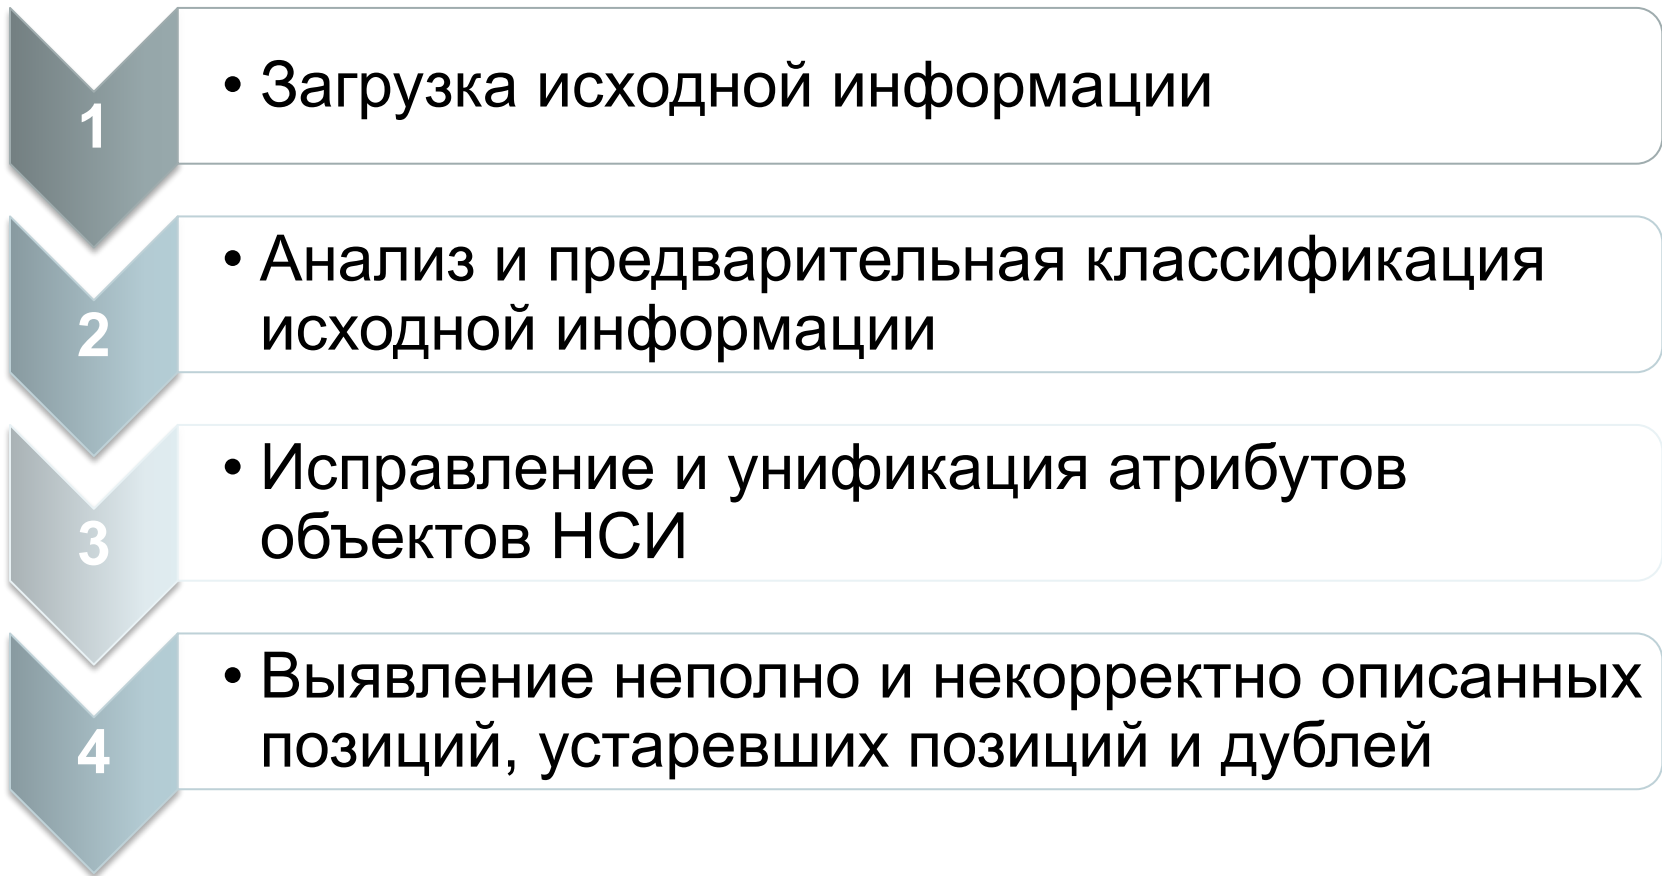 1
• Загрузка исходной информации
2
• Анализ и предварительная классификация
исходной информации
3
• Исправление и унификация атрибутов
объектов НСИ
4
• Выявление неполно и некорректно описанных
позиций, устаревших позиций и дублей